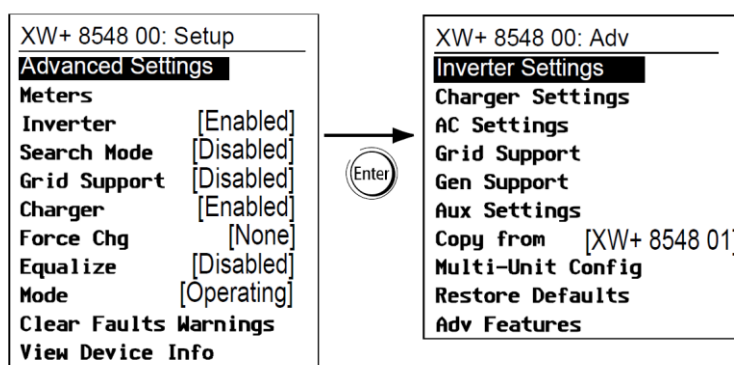 XW+ 8548 00: Setup
Advanced Settings
Meters
Inverter [Enabled]
Search Mode [Disabled]
Grid Support [Disabled]
Charger [Enabled]
Force Chg [None]
Equalize [Disabled]
Mode [Operating]
Clear Faults Warnings
View Device Info
Enter
XW+ 8548 00: Adv
Inverter Settings
Charger Settings
AC Settings
Grid Support
Gen Support
Aux Settings
Copy from [XW+ 8548 01]
Multi-Unit Config
Restore Defaults
Adv Features